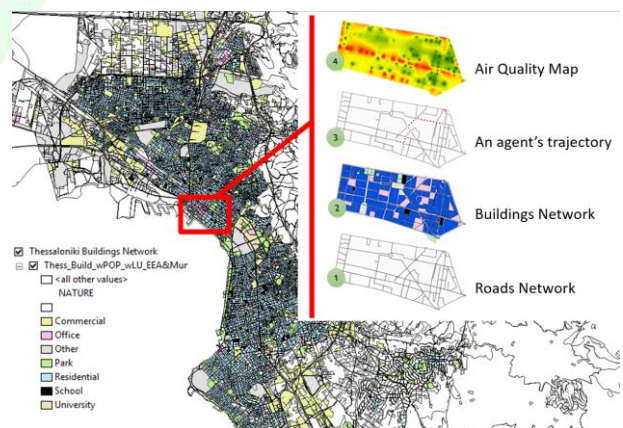 4
Air Quality Map
3
An agent's trajectory
2
Buildings Network
1
Roads Network
Thessaloniki Buildings Network
Thess_Build_wPOP_wLU_EEA&Mur
<all other values>
NATURE
Commercial
Office
Other
Park
Residential
School
University